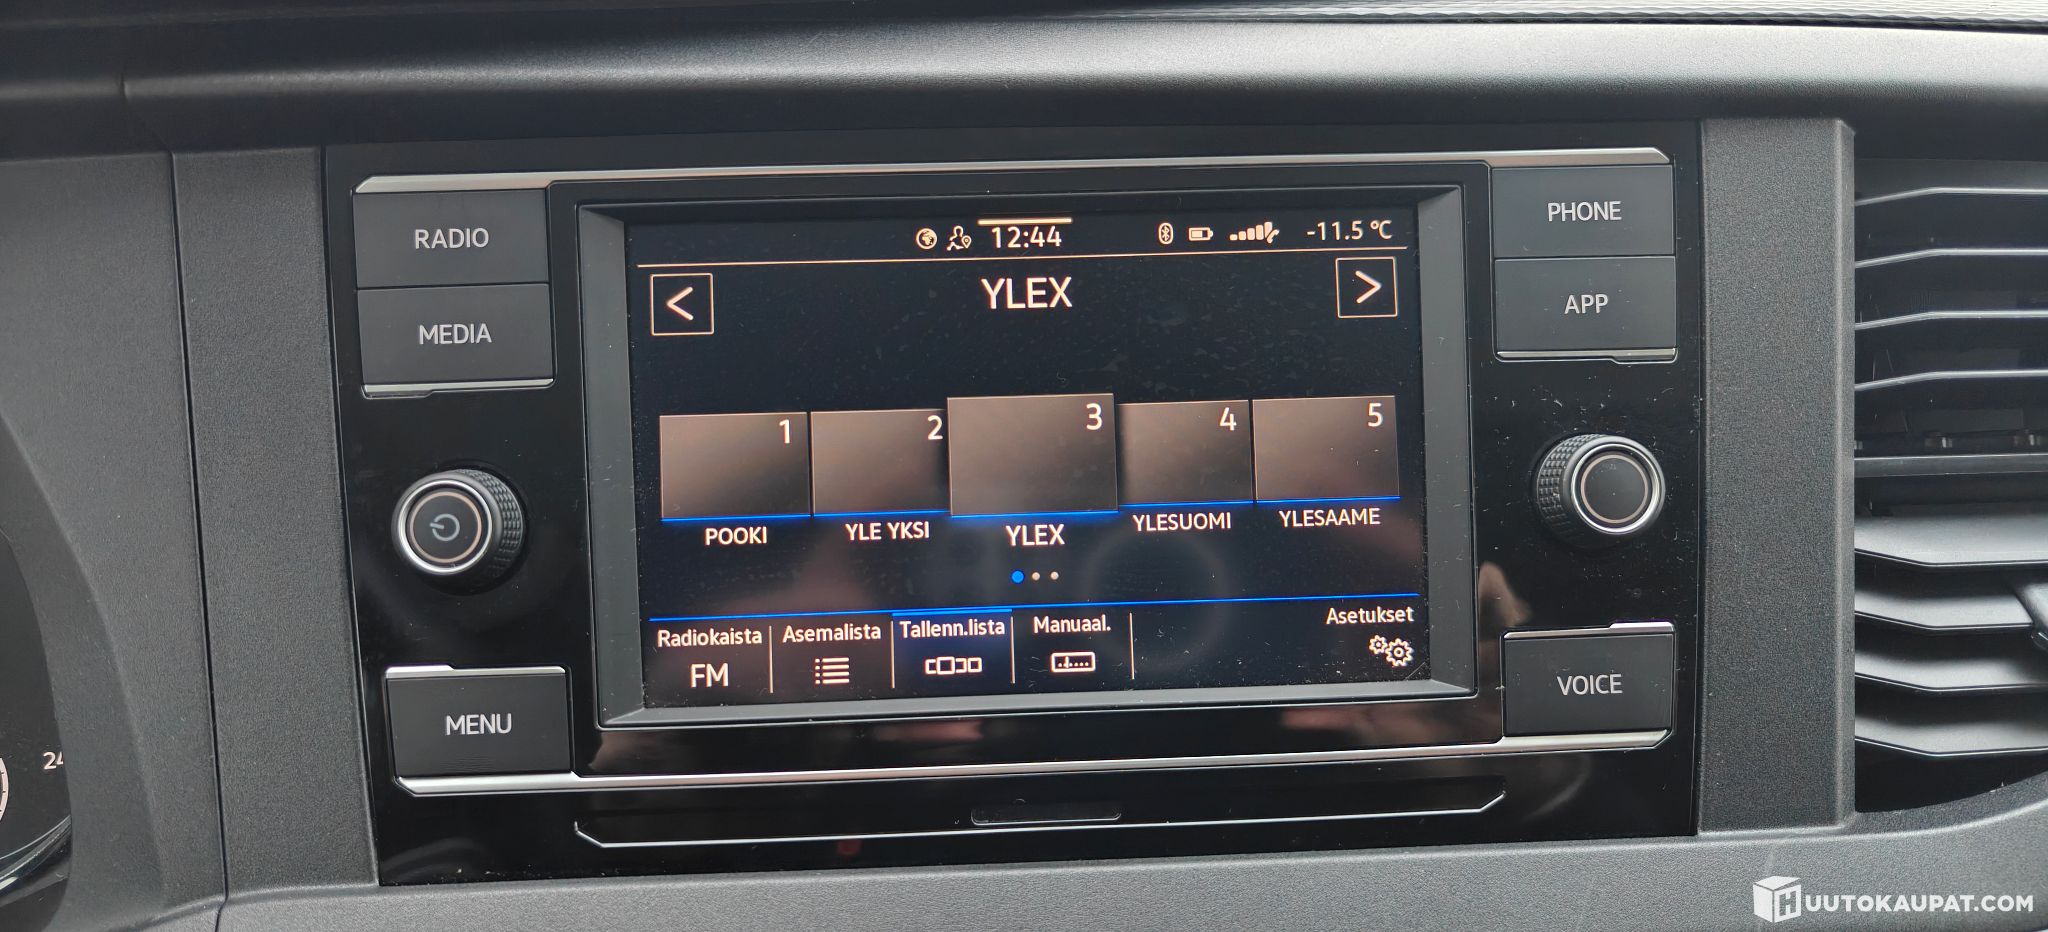 RADIO
MEDIA
MENU
12:44
-11.5 °C
<
YLEX
>
1
2
3
4
5
POOKI
YLE YKSI
YLEX
YLESUOMI
YLESAAME
Radiokaista
FM
Asemalista
Tallenn.lista
Manuaal.
Asetukset
PHONE
APP
VOICE
HUUTOKAUPAT.COM